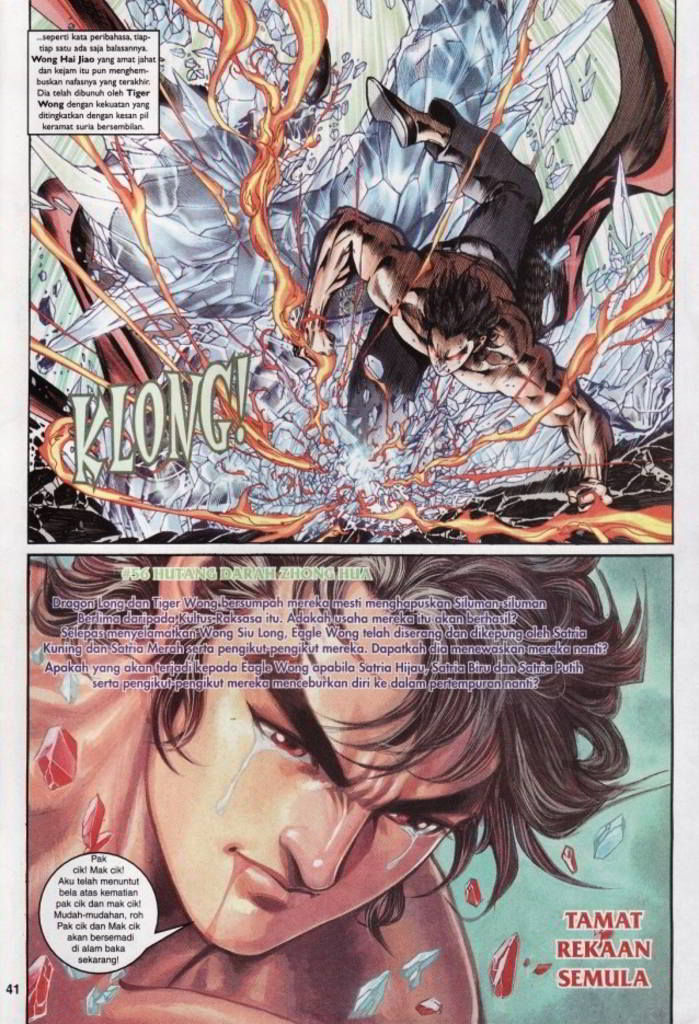 ...seperti kata peribahasa, tiap-
tiap satu ada saja balasannya.
Wong Hai Jiao yang amat jahat
dan kejam itu pun menghem-
buskan nafasnya yang terakhir.
Dia telah dibunuh oleh Tiger
Wong dengan kekuatan yang
ditingkatkan dengan kesan pil
keramat suria bersembilan.
KLONG!
#56 HUTANG DARAH ZHONG HUA
Dragon Long dan Tiger Wong bersumpah mereka mesti menghapuskan Siluman-siluman
Berlima daripada Kultus Raksasa itu. Adakah usaha mereka itu akan berhasil?
Selepas menyelamatkan Wong Siu Long, Eagle Wong telah diserang dan dikepung oleh Satria
Kuning dan Satria Merah serta pengikut-pengikut mereka. Dapatkah dia menewaskan mereka nanti?
Apakah yang akan terjadi kepada Eagle Wong apabila Satria Hijau, Satria Biru dan Satria Putih
serta pengikut-pengikut mereka menceburkan diri ke dalam pertempuran nanti?
Pak
cik! Mak cik!
Aku telah menuntut
bela atas kematian
pak cik dan mak cik!
Mudah-mudahan, roh
Pak cik dan Mak cik
akan bersemadi
di alam baka
sekarang!
TAMAT
REKAAN
SEMULA
41